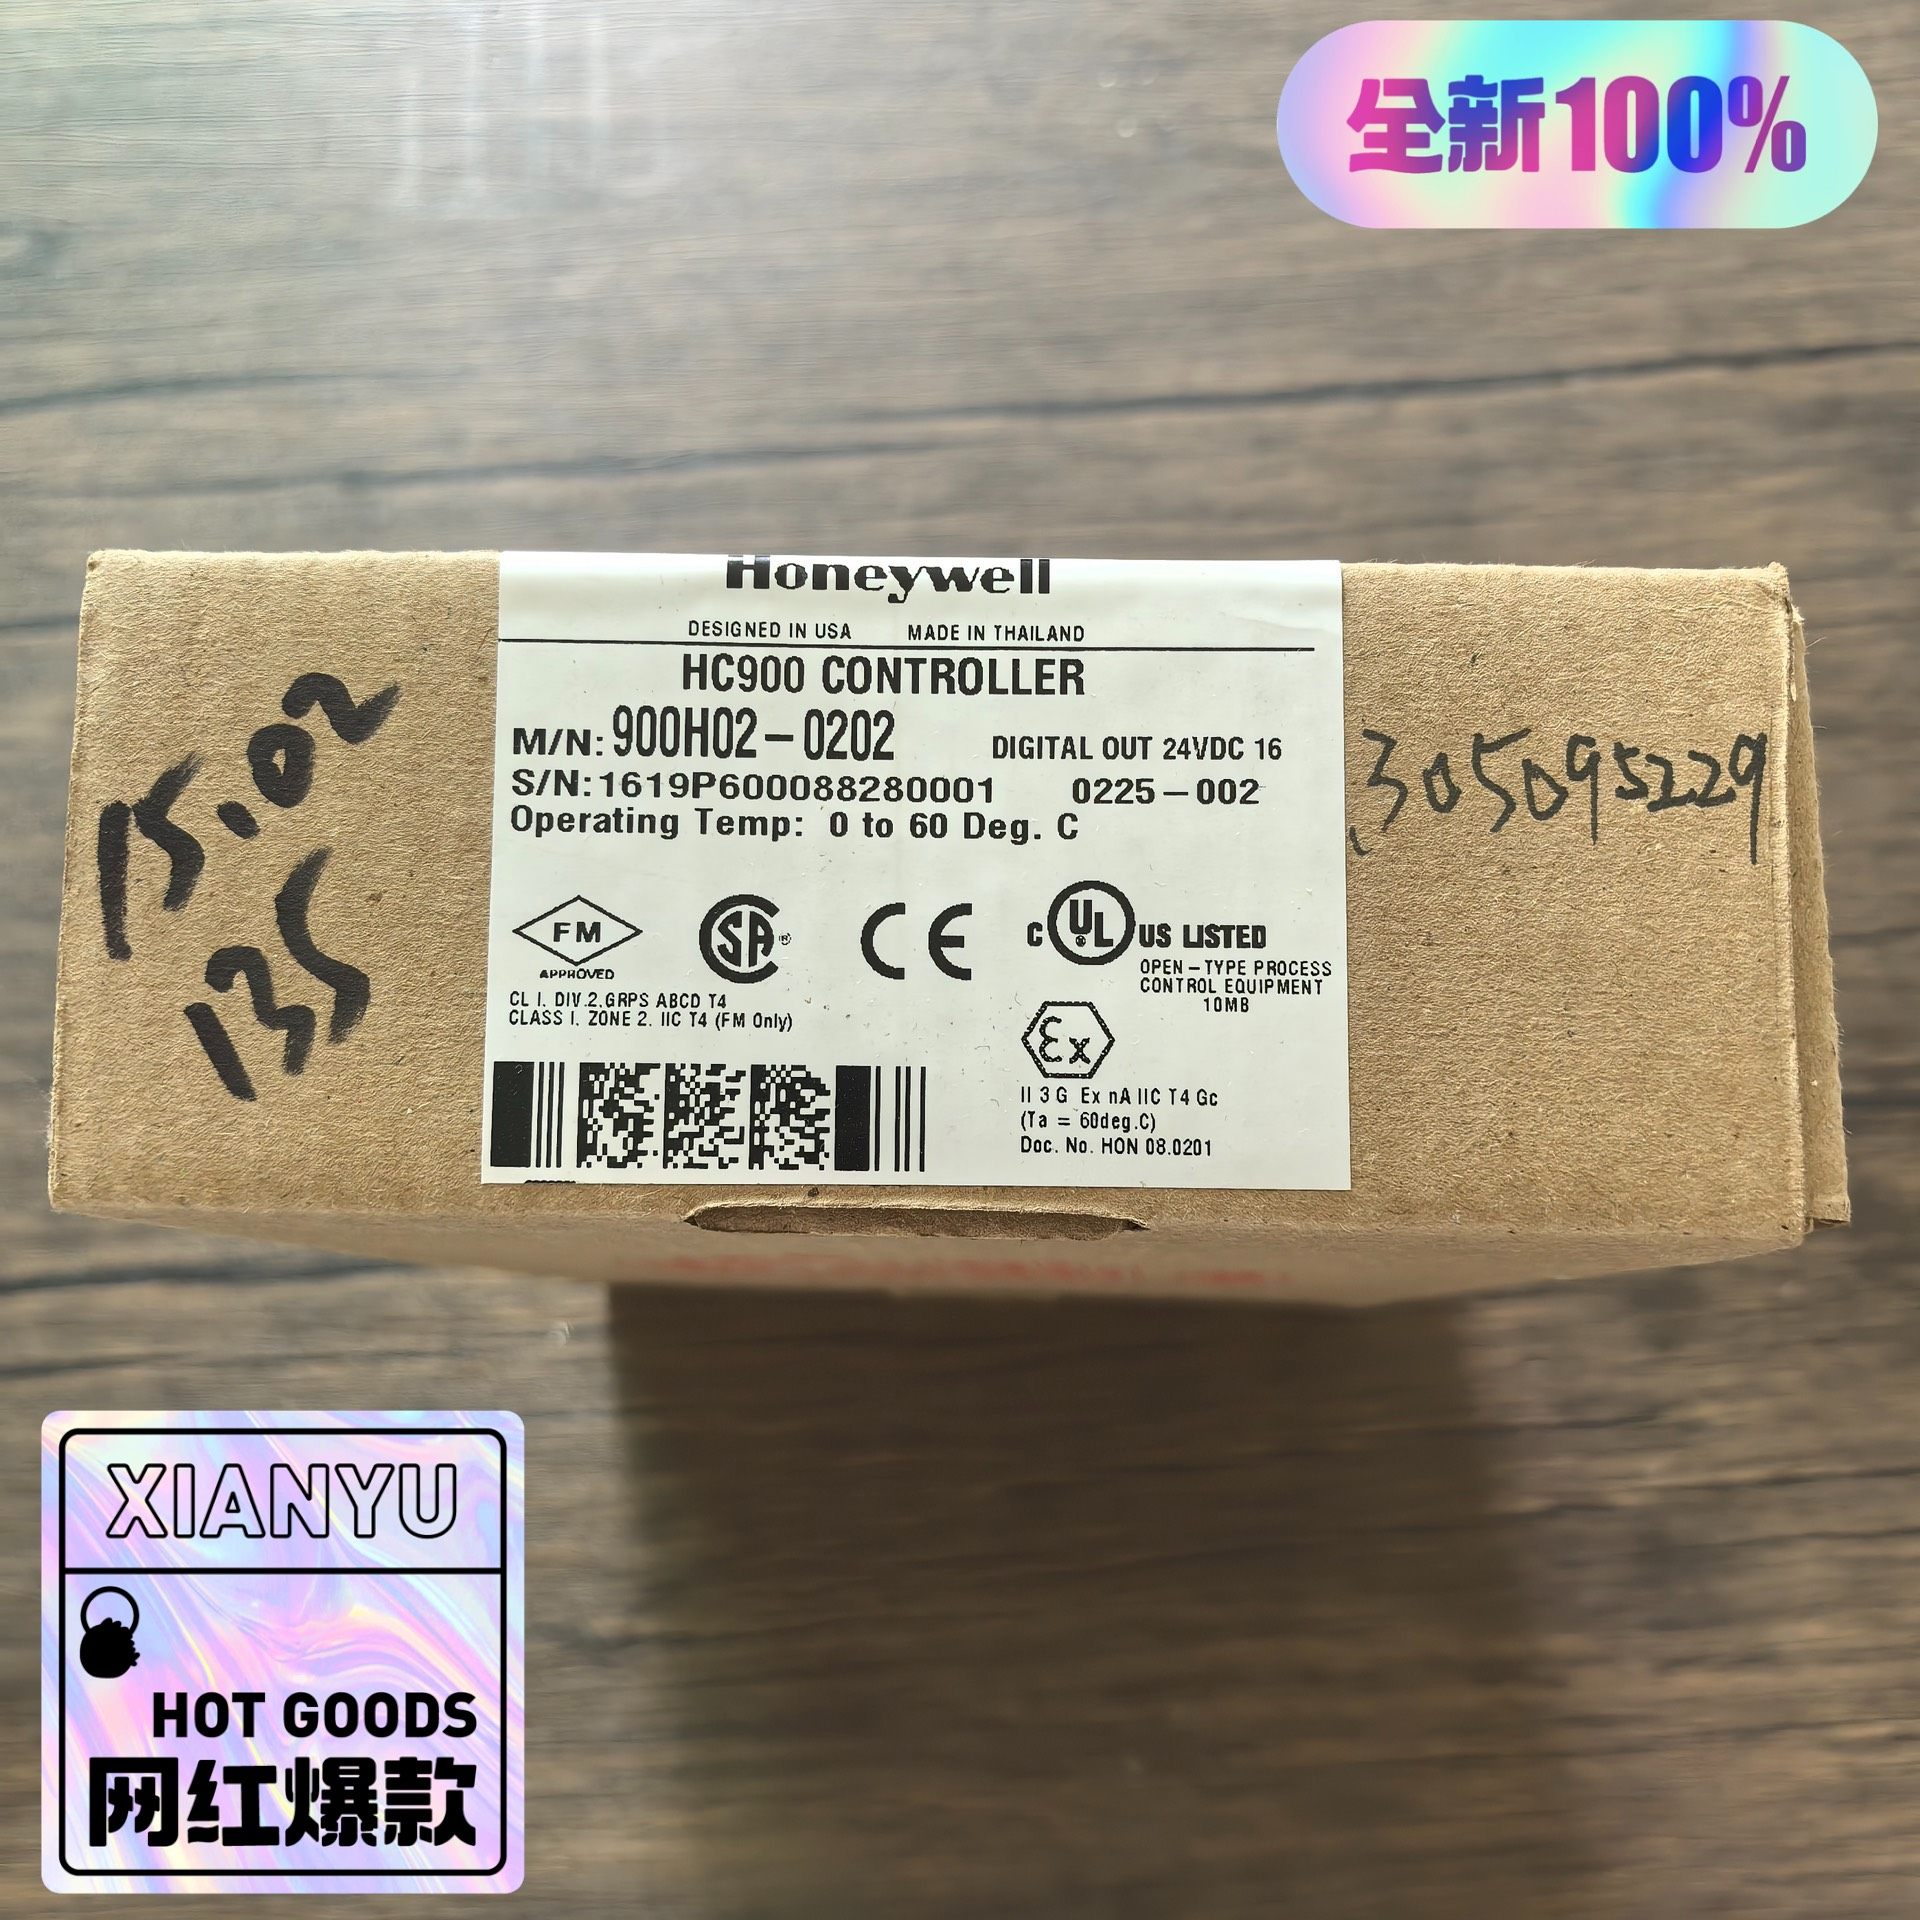 全新100%
Honeywell
DESIGNED IN USA MADE IN THAILAND
HC900 CONTROLLER
M/N: 900H02-0202 DIGITAL OUT 24VDC 16
S/N: 1619P600088280001 0225-002
Operating Temp: 0 to 60 Deg. C
15.02
135
305095229
FM
APPROVED
CL I. DIV.2.GRPS ABCD T4
CLASS I. ZONE 2. IIC T4 (FM Only)
SA ®
CE
C UL ® US LISTED
OPEN-TYPE PROCESS
CONTROL EQUIPMENT
10MB
Ex
II 3 G Ex nA IIC T4 Gc
(Ta = 60deg.C)
Doc. No. HON 08.0201
XIANYU
HOT GOODS
网红爆款